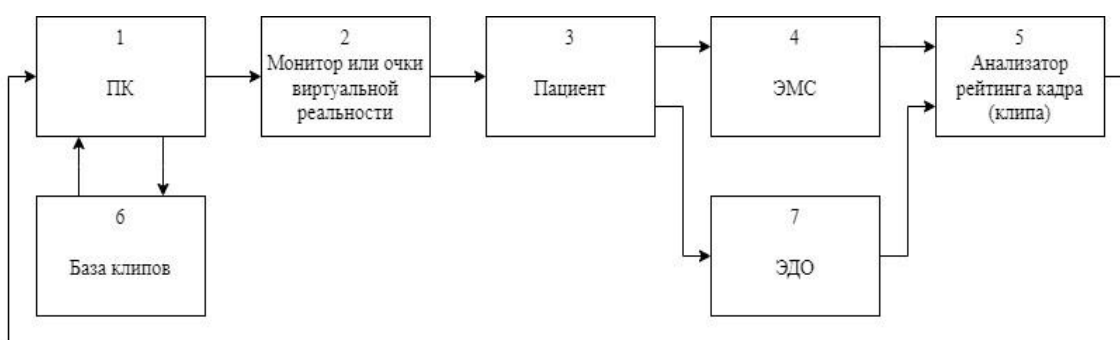 1
ПК
2
Монитор или очки
виртуальной
реальности
3
Пациент
4
ЭМС
5
Анализатор
рейтинга кадра
(клипа)
6
База клипов
7
ЭДО